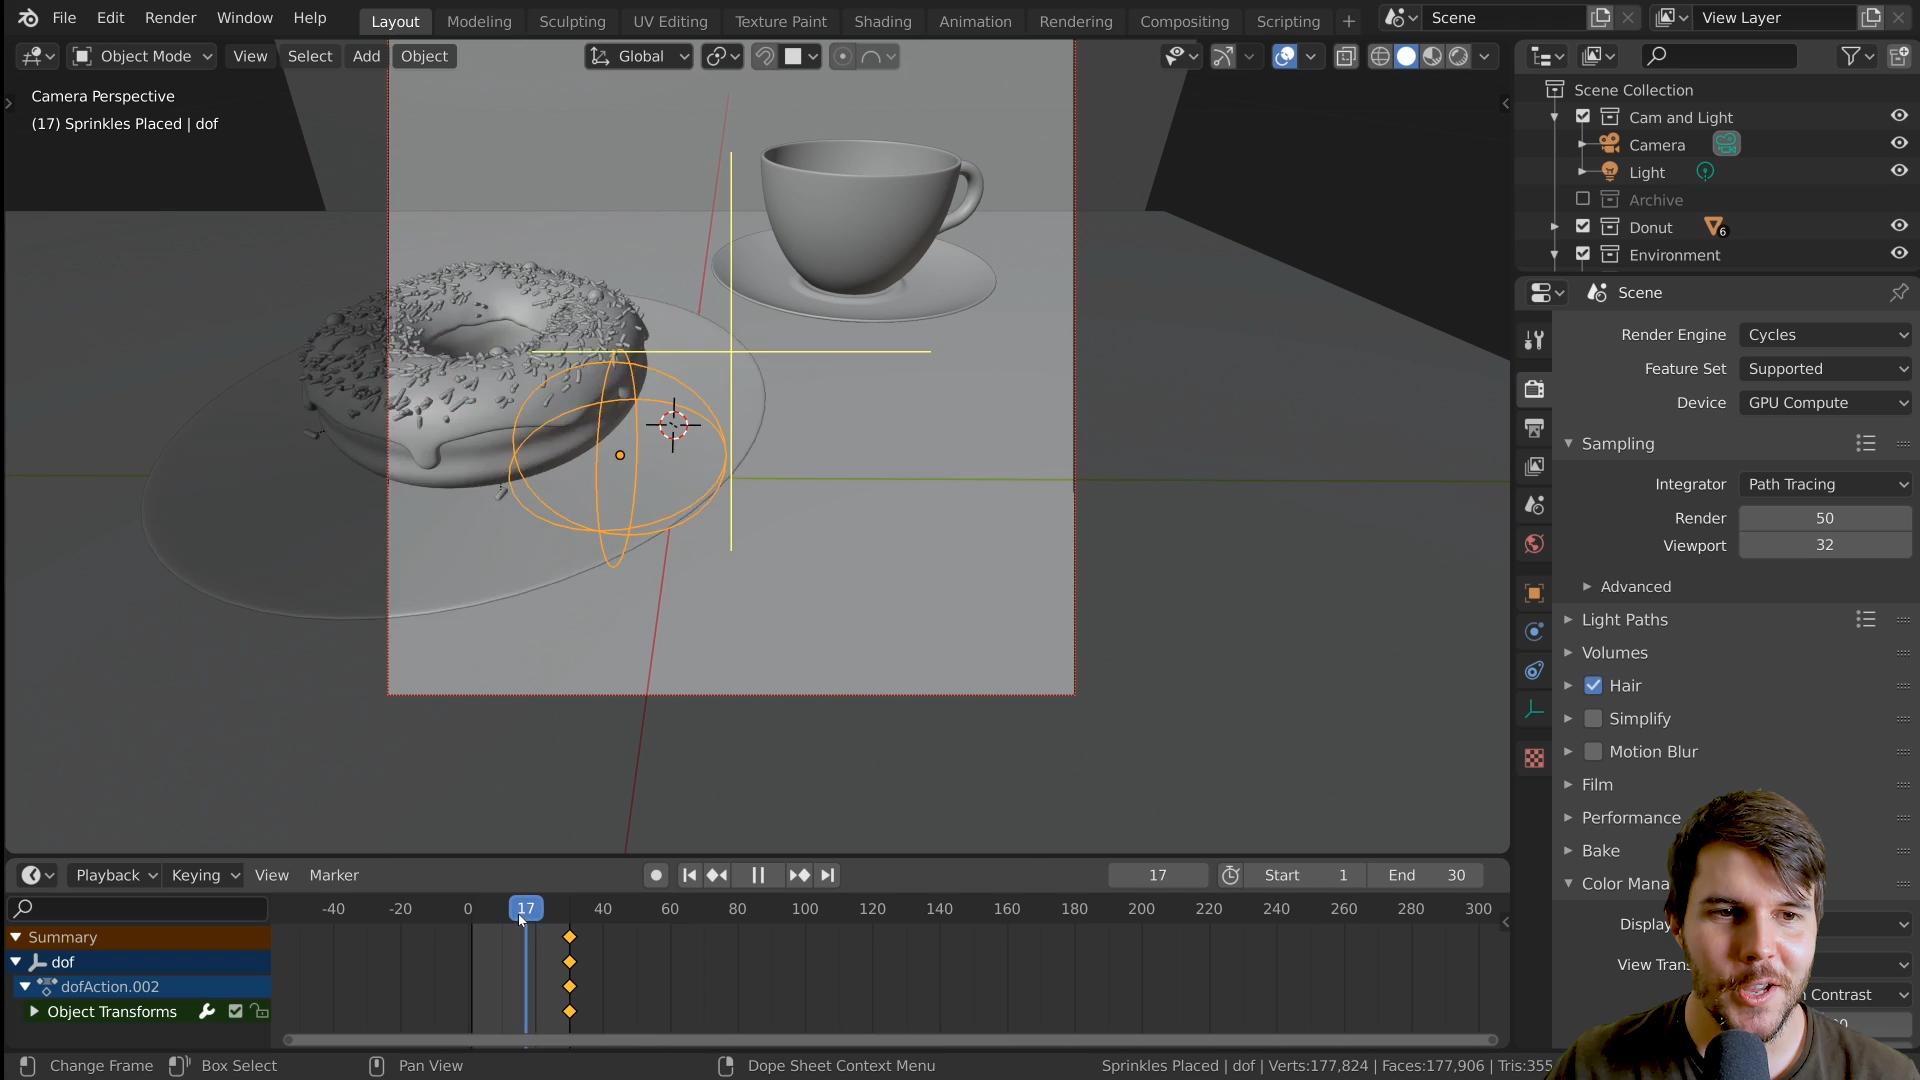 File Edit Render Window Help Layout Modeling Sculpting UV Editing Texture Paint Shading Animation Rendering Compositing Scripting + Scene View Layer
Object Mode View Select Add Object Global
Camera Perspective
(17) Sprinkles Placed | dof
Scene Collection
Cam and Light
Camera
Light
Archive
Donut 6
Environment
Scene
Render Engine Cycles
Feature Set Supported
Device GPU Compute
Sampling
Integrator Path Tracing
Render 50
Viewport 32
Advanced
Light Paths
Volumes
Hair
Simplify
Motion Blur
Film
Performance
Bake
Color Mana
Display
View Tran
Contrast
Playback Keying View Marker 17 Start 1 End 30
-40 -20 0 17 40 60 80 100 120 140 160 180 200 220 240 260 280 300
Summary
dof
dofAction.002
Object Transforms
Change Frame Box Select Pan View Dope Sheet Context Menu Sprinkles Placed | dof | Verts:177,824 | Faces:177,906 | Tris:355